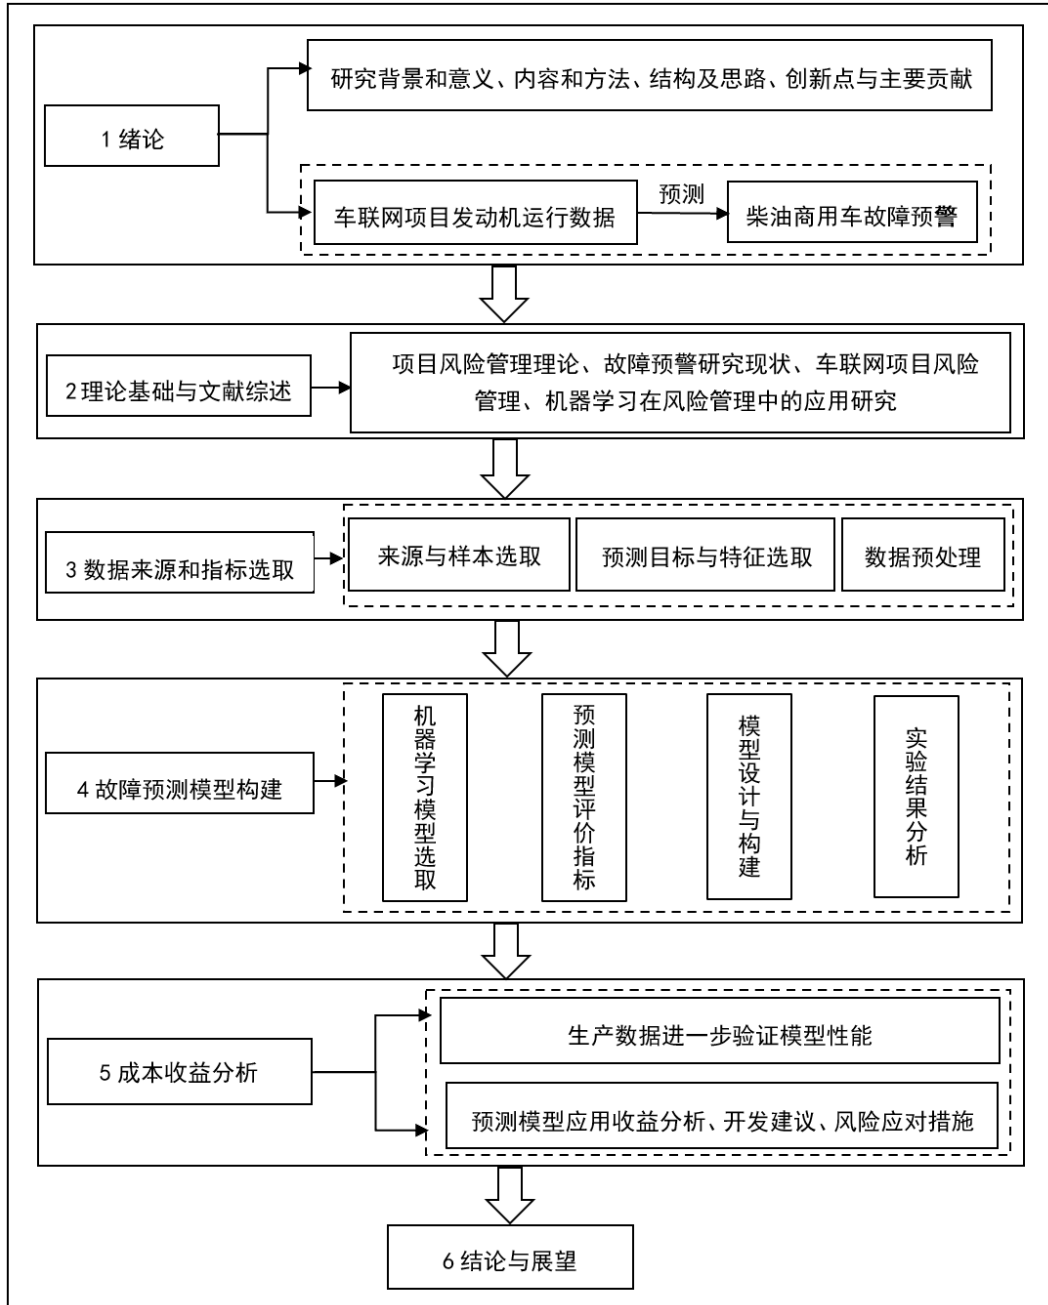 研究背景和意义、内容和方法、结构及思路、创新点与主要贡献
1 绪论
预测
车联网项目发动机运行数据
柴油商用车故障预警
2 理论基础与文献综述
项目风险管理理论、故障预警研究现状、车联网项目风险
管理、机器学习在风险管理中的应用研究
3 数据来源和指标选取
来源与样本选取
预测目标与特征选取
数据预处理
4 故障预测模型构建
机器学习模型选取
预测模型评价指标
模型设计与构建
实验结果分析
5 成本收益分析
生产数据进一步验证模型性能
预测模型应用收益分析、开发建议、风险应对措施
6 结论与展望